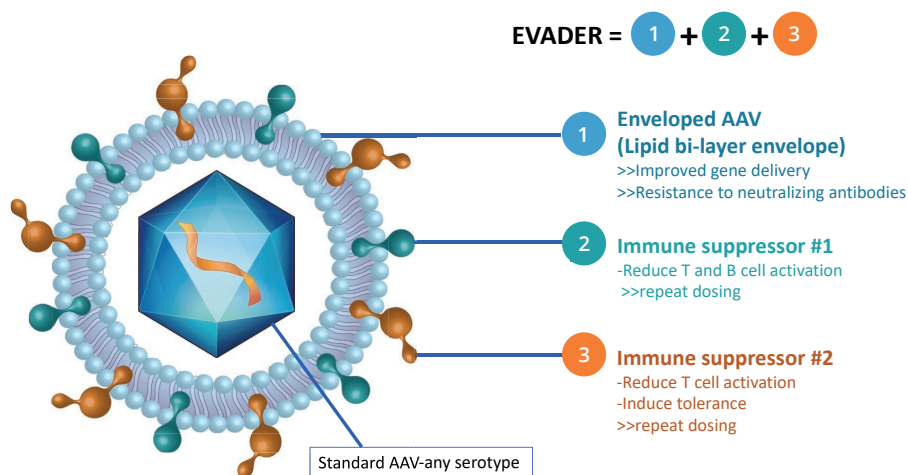 EVADER = 1 + 2 + 3
1
Enveloped AAV
(Lipid bi-layer envelope)
>>Improved gene delivery
>>Resistance to neutralizing antibodies
2
Immune suppressor #1
-Reduce T and B cell activation
>>repeat dosing
3
Immune suppressor #2
-Reduce T cell activation
-Induce tolerance
>>repeat dosing
Standard AAV-any serotype